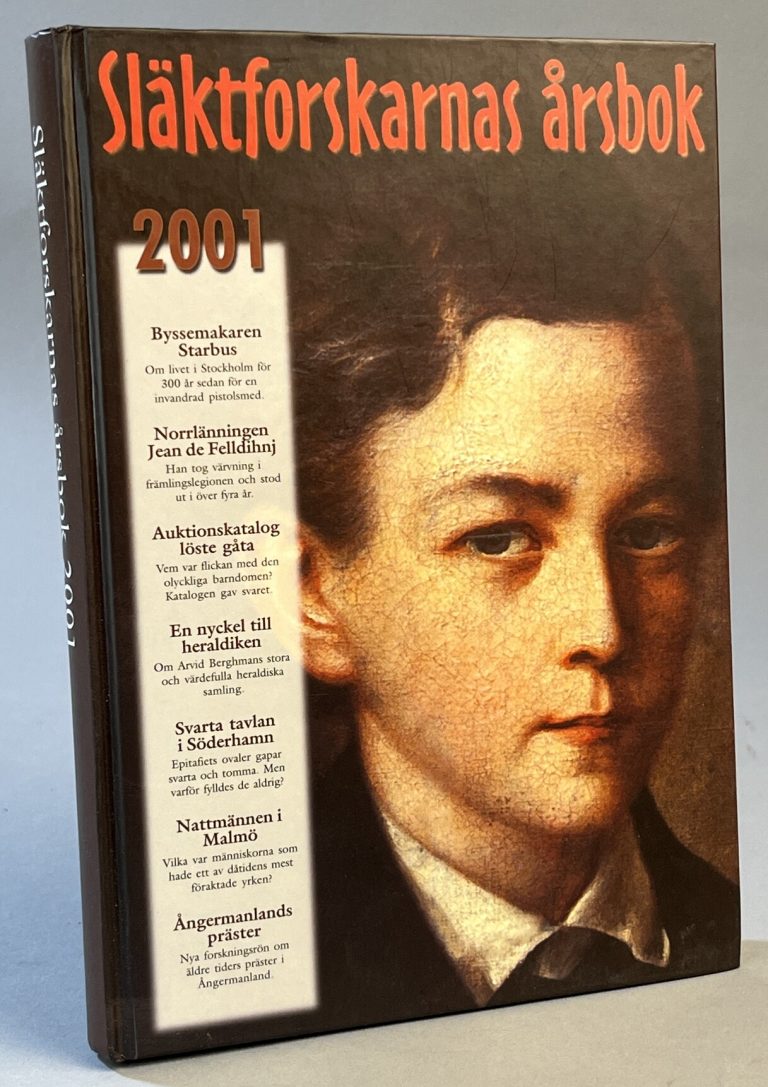 Släktforskarnas årsbok
2001
Byssemakaren
Starbus
Om livet i Stockholm för
300 år sedan för en
invandrad pistolsmed.
Norrlänningen
Jean de Felldihnj
Han tog värvning i
främlingslegionen och stod
ut i över fyra år.
Auktionskatalog
löste gåta
Vem var flickan med den
olyckliga barndomen?
Katalogen gav svaret.
En nyckel till
heraldiken
Om Arvid Berghmans stora
och värdefulla heraldiska
samling.
Svarta tavlan
i Söderhamn
Epitafiets ovaler gapar
svarta och tomma. Men
varför fylldes de aldrig?
Nattmännen i
Malmö
Vilka var människorna som
hade ett av dåtidens mest
föraktade yrken?
Ångermanlands
präster
Nya forskningsrön om
äldre tiders präster i
Ångermanland.
Släktforskarnas årsbok 2001